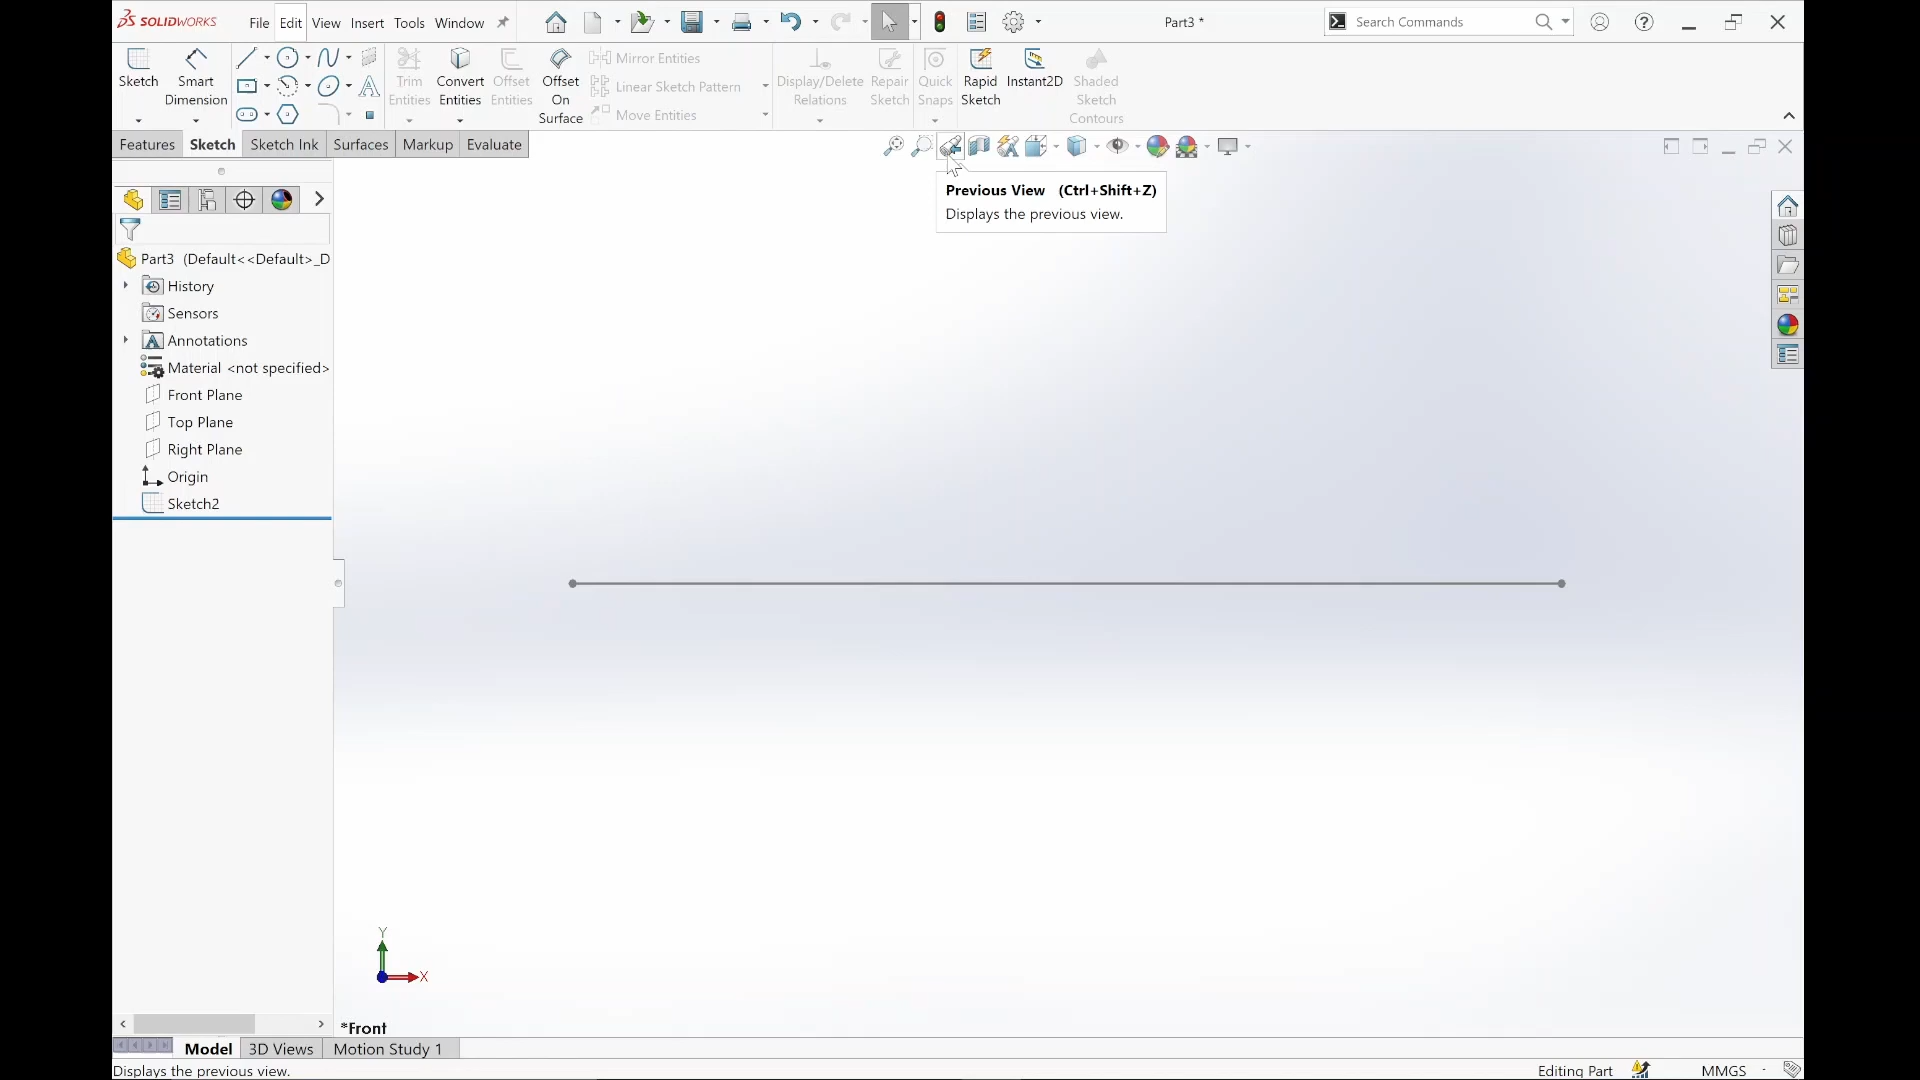 SOLIDWORKS File Edit View Insert Tools Window Part3 * Search Commands
Sketch Smart Dimension Trim Entities Convert Entities Offset Entities Offset On Surface Mirror Entities Linear Sketch Pattern Move Entities Display/Delete Relations Repair Sketch Quick Snaps Rapid Sketch Instant2D Shaded Sketch Contours
Features Sketch Sketch Ink Surfaces Markup Evaluate
Previous View (Ctrl+Shift+Z)
Displays the previous view.
Part3 (Default<<Default>_D
History
Sensors
Annotations
Material <not specified>
Front Plane
Top Plane
Right Plane
Origin
Sketch2
Y
X
*Front
Model 3D Views Motion Study 1
Displays the previous view. Editing Part MMGS -